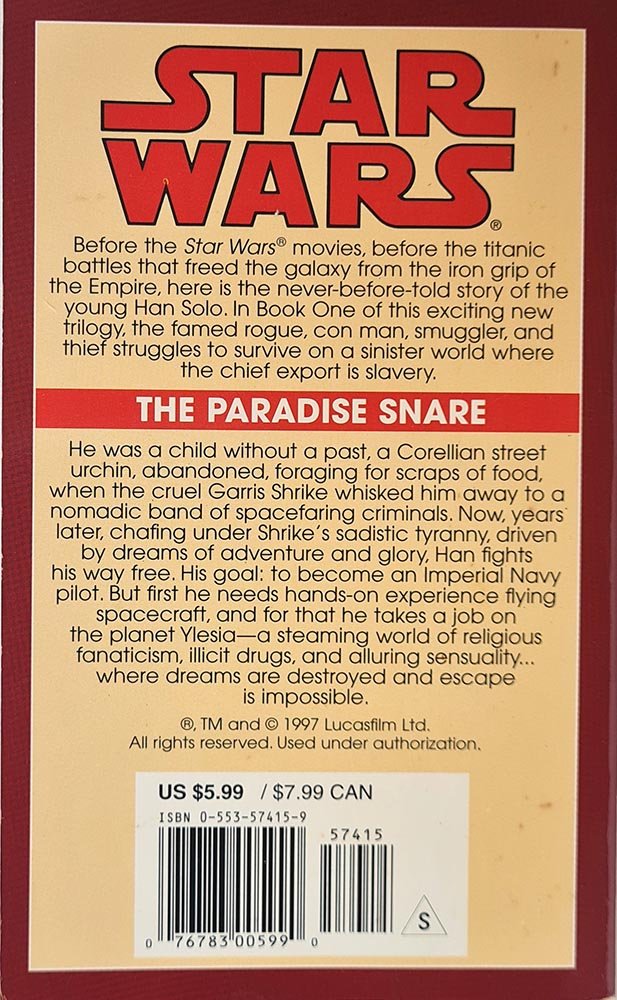 STAR
WARS®
Before the Star Wars® movies, before the titanic
battles that freed the galaxy from the iron grip of
the Empire, here is the never-before-told story of the
young Han Solo. In Book One of this exciting new
trilogy, the famed rogue, con man, smuggler, and
thief struggles to survive on a sinister world where
the chief export is slavery.
THE PARADISE SNARE
He was a child without a past, a Corellian street
urchin, abandoned, foraging for scraps of food,
when the cruel Garris Shrike whisked him away to a
nomadic band of spacefaring criminals. Now, years
later, chafing under Shrike's sadistic tyranny, driven
by dreams of adventure and glory, Han fights
his way free. His goal: to become an Imperial Navy
pilot. But first he needs hands-on experience flying
spacecraft, and for that he takes a job on
the planet Ylesia—a steaming world of religious
fanaticism, illicit drugs, and alluring sensuality...
where dreams are destroyed and escape
is impossible.
®, TM and © 1997 Lucasfilm Ltd.
All rights reserved. Used under authorization.
US $5.99 / $7.99 CAN
ISBN 0-553-57415-9
57415
S
0 76783 00599 0